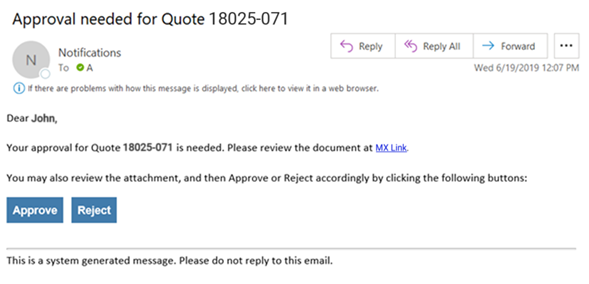 Approval needed for Quote 18025-071
N
Notifications
To A
Reply
Reply All
Forward
...
Wed 6/19/2019 12:07 PM
If there are problems with how this message is displayed, click here to view it in a web browser.
Dear John,
Your approval for Quote 18025-071 is needed. Please review the document at MX Link.
You may also review the attachment, and then Approve or Reject accordingly by clicking the following buttons:
Approve Reject
This is a system generated message. Please do not reply to this email.